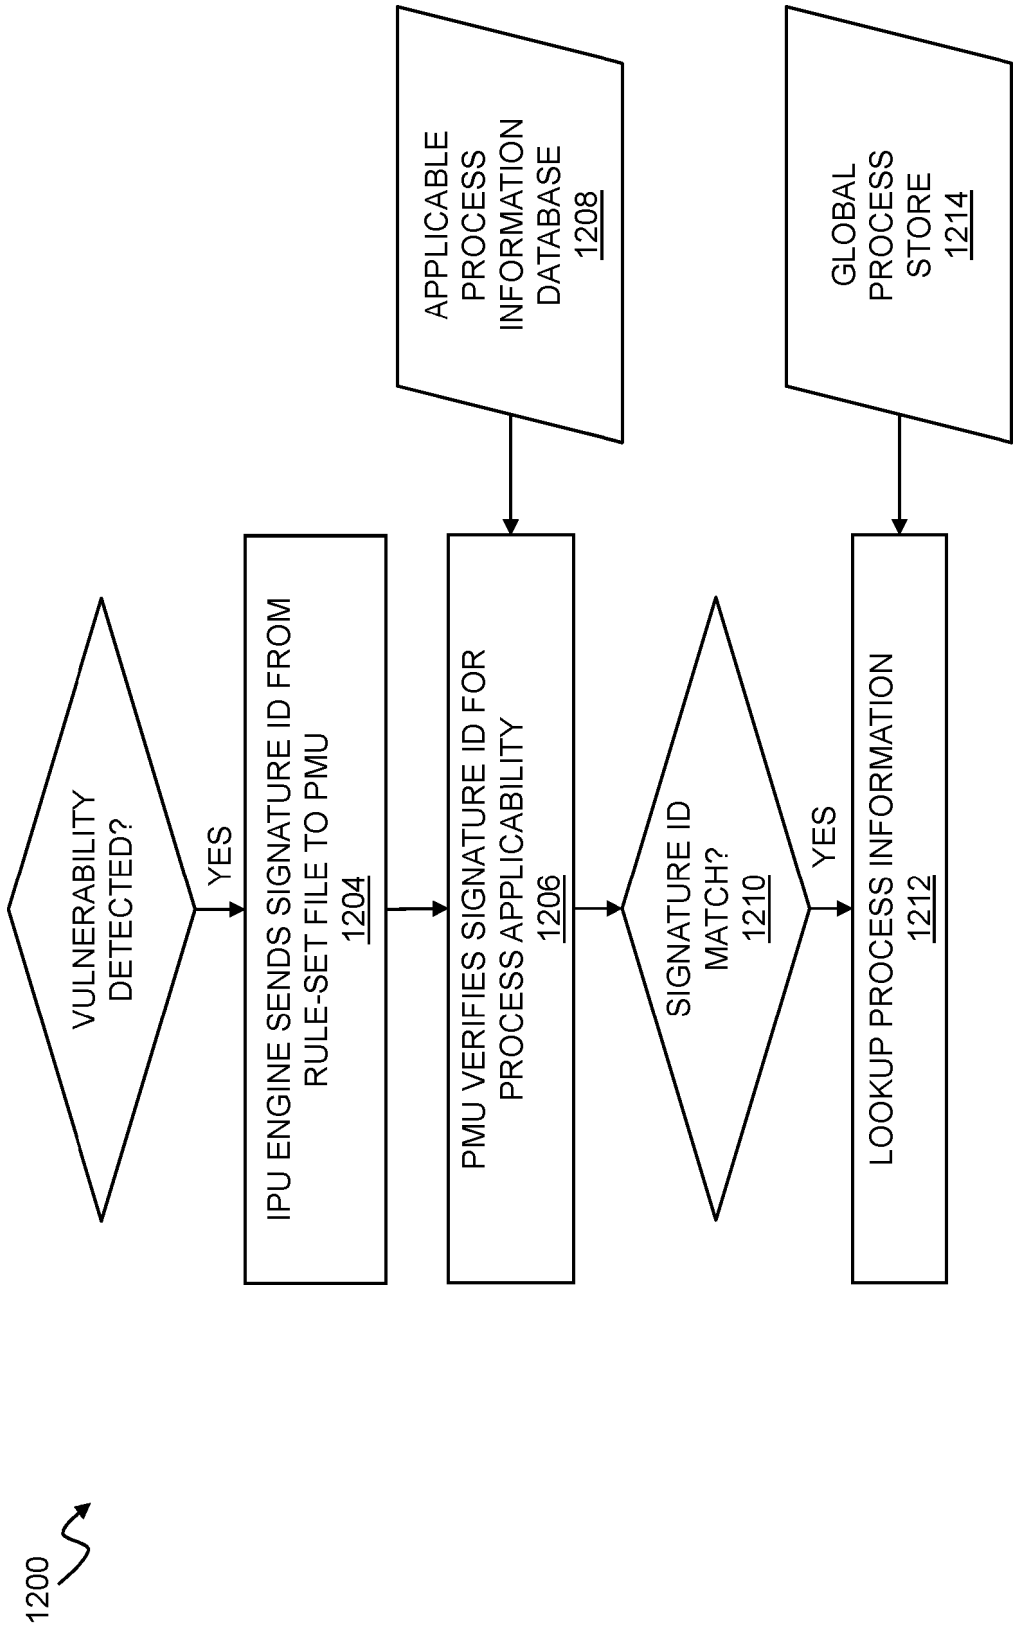 1200
VULNERABILITY
DETECTED?
YES
IPU ENGINE SENDS SIGNATURE ID FROM
RULE-SET FILE TO PMU
1204
PMU VERIFIES SIGNATURE ID FOR
PROCESS APPLICABILITY
1206
APPLICABLE
PROCESS
INFORMATION
DATABASE
1208
SIGNATURE ID
MATCH?
1210
YES
LOOKUP PROCESS INFORMATION
1212
GLOBAL
PROCESS
STORE
1214